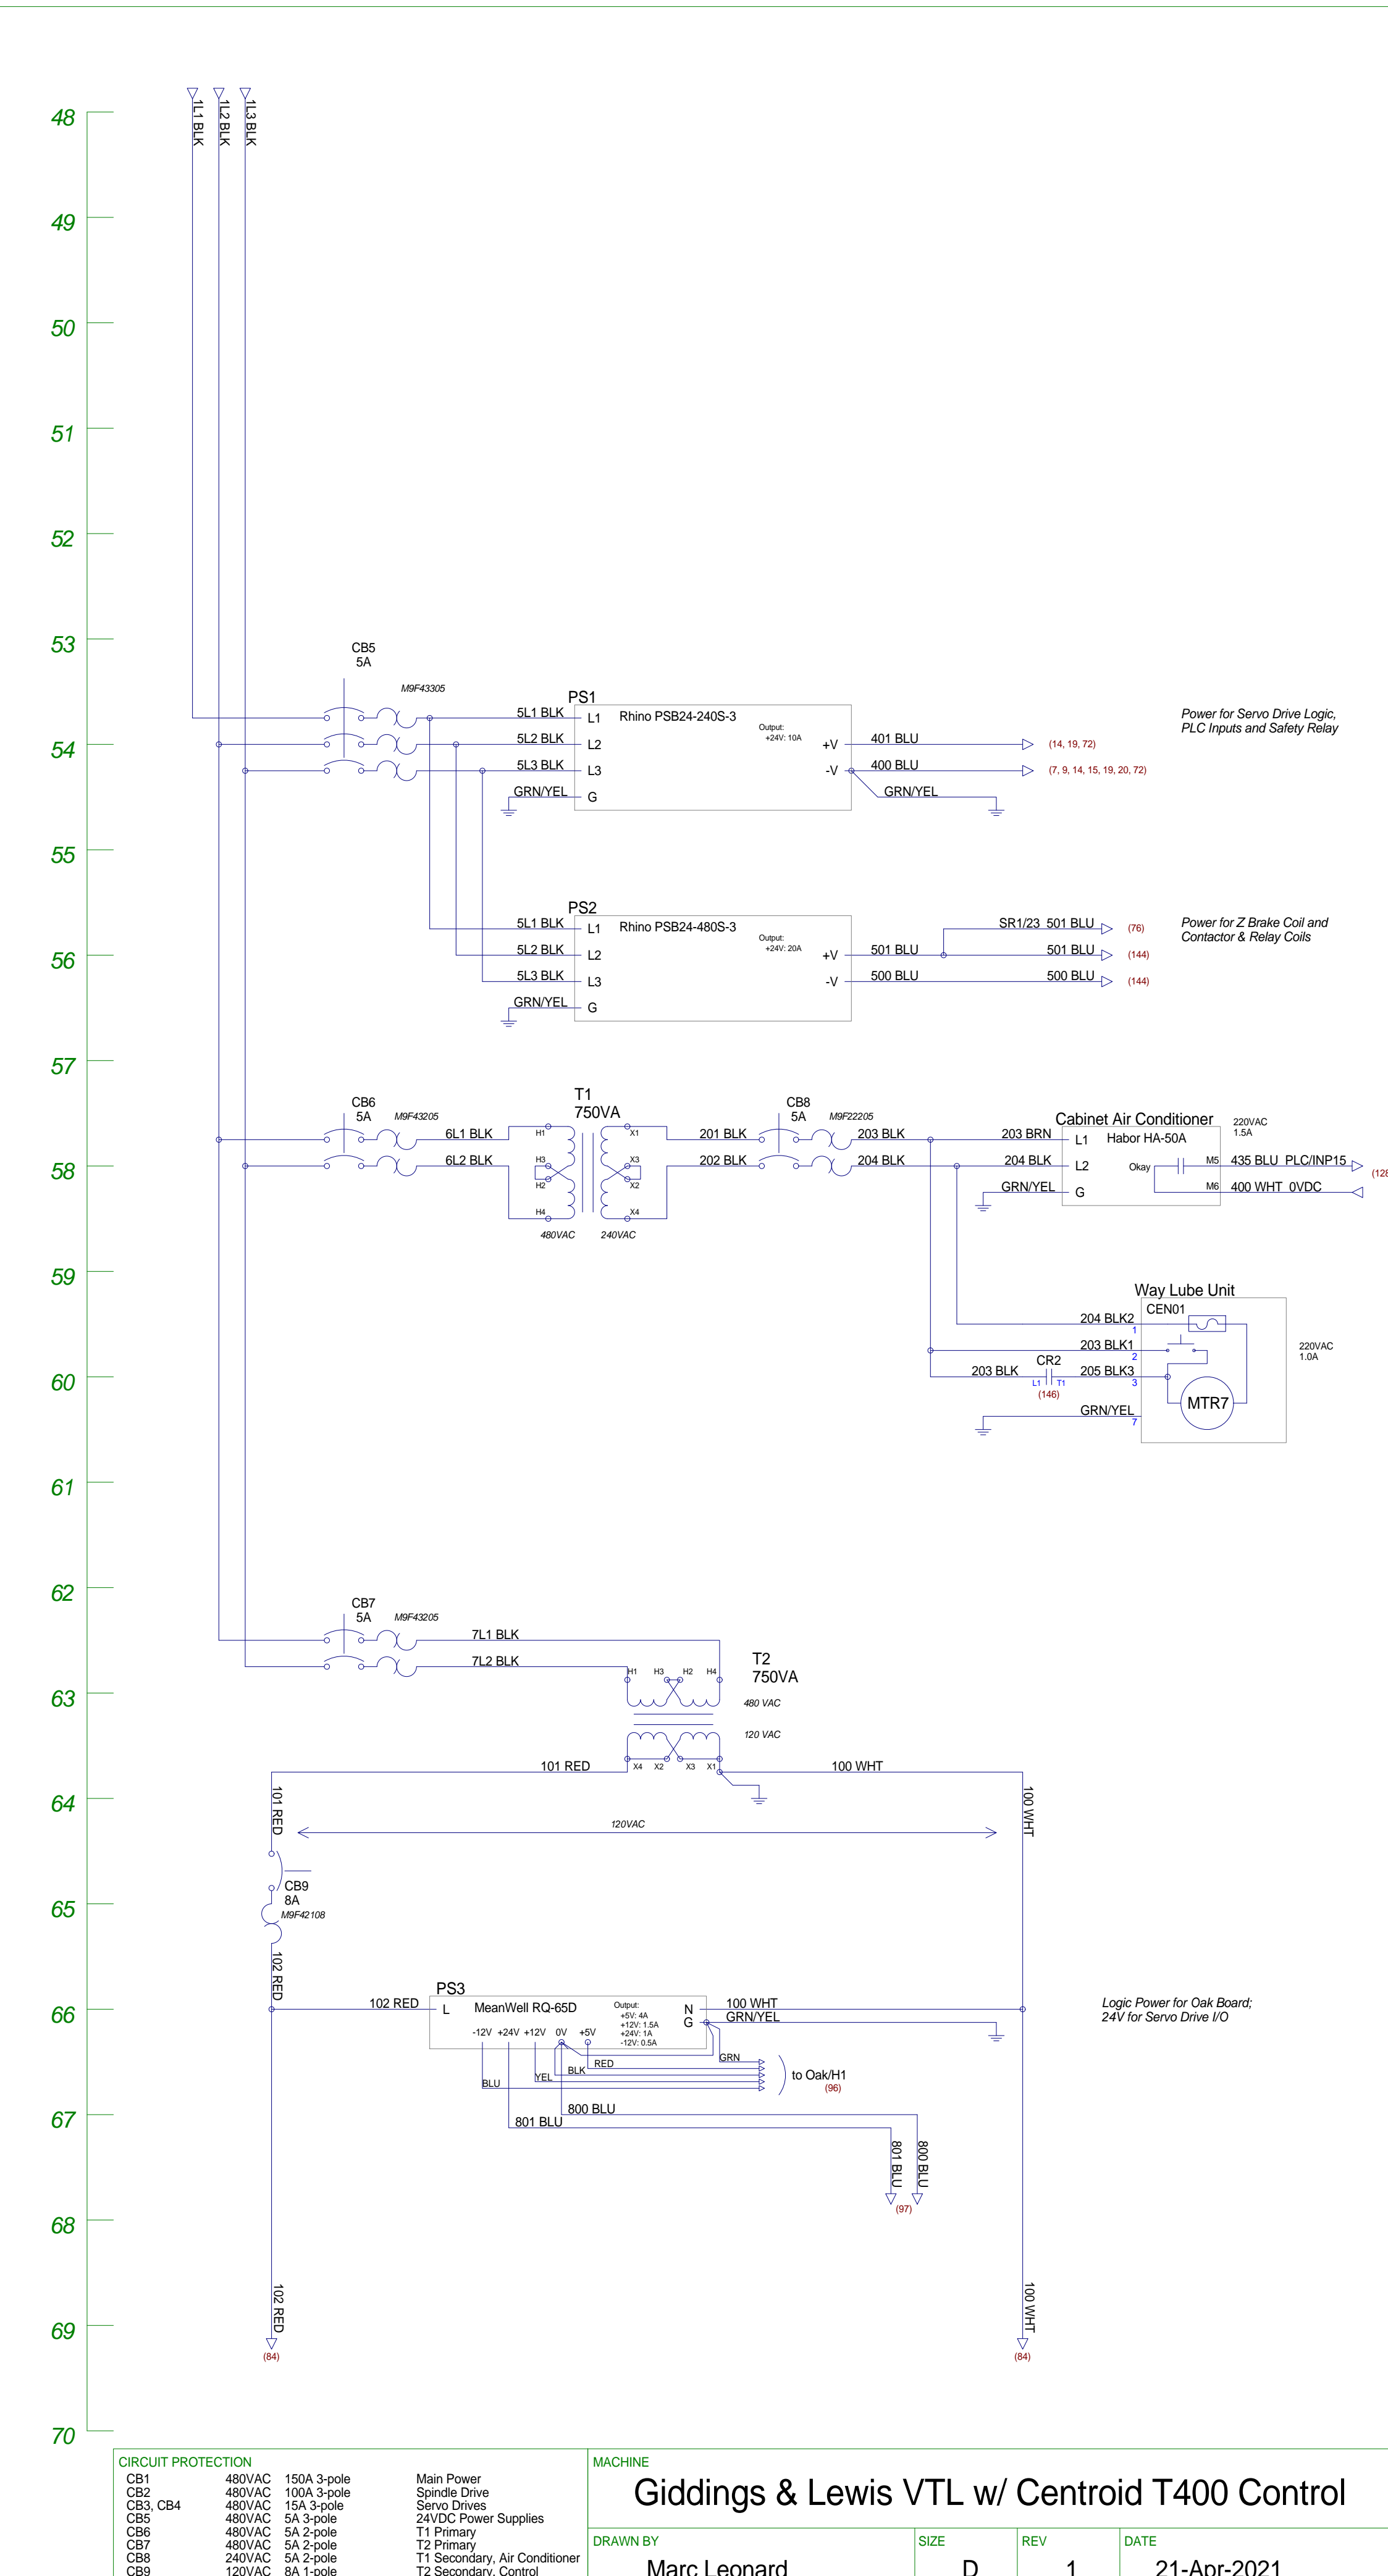 1L1 BLK
1L2 BLK
1L3 BLK
48
49
50
51
52
53
CB5
5A
M9F43305
PS1
5L1 BLK
L1
Rhino PSB24-240S-3
Output:
+24V: 10A
Power for Servo Drive Logic,
PLC Inputs and Safety Relay
54
5L2 BLK
L2
+V
401 BLU
(14, 19, 72)
5L3 BLK
L3
-V
400 BLU
(7, 9, 14, 15, 19, 20, 72)
GRN/YEL
G
GRN/YEL
55
PS2
5L1 BLK
L1
Rhino PSB24-480S-3
Output:
+24V: 20A
SR1/23 501 BLU
(76)
Power for Z Brake Coil and
Contactor & Relay Coils
56
5L2 BLK
L2
+V
501 BLU
501 BLU
(144)
5L3 BLK
L3
-V
500 BLU
500 BLU
(144)
GRN/YEL
G
57
CB6
5A
M9F43205
T1
750VA
CB8
5A
M9F22205
Cabinet Air Conditioner
220VAC
1.5A
6L1 BLK
H1
X1
201 BLK
203 BLK
203 BRN
L1
Habor HA-50A
58
6L2 BLK
H3
X3
202 BLK
204 BLK
204 BLK
L2
Okay
M5
435 BLU PLC/INP15
(128
H2
X2
GRN/YEL
G
M6
400 WHT 0VDC
H4
X4
480VAC
240VAC
59
Way Lube Unit
CEN01
204 BLK2
1
203 BLK1
2
220VAC
1.0A
60
203 BLK
CR2
L1
T1
(146)
205 BLK3
3
MTR7
GRN/YEL
7
61
62
CB7
5A
M9F43205
7L1 BLK
7L2 BLK
T2
750VA
63
H1
H3
H2
H4
480 VAC
120 VAC
101 RED
X4
X2
X3
X1
100 WHT
64
101 RED
100 WHT
120VAC
65
CB9
8A
M9F42108
102 RED
66
PS3
102 RED
L
MeanWell RQ-65D
Output:
+5V: 4A
+12V: 1.5A
+24V: 1A
-12V: 0.5A
N
G
100 WHT
GRN/YEL
Logic Power for Oak Board;
24V for Servo Drive I/O
-12V
+24V
+12V
0V
+5V
GRN
RED
BLK
YEL
BLU
to Oak/H1
(96)
67
800 BLU
801 BLU
801 BLU
800 BLU
(97)
68
102 RED
100 WHT
69
(84)
(84)
70
CIRCUIT PROTECTION
CB1 480VAC 150A 3-pole Main Power
CB2 480VAC 100A 3-pole Spindle Drive
CB3, CB4 480VAC 15A 3-pole Servo Drives
CB5 480VAC 5A 3-pole 24VDC Power Supplies
CB6 480VAC 5A 2-pole T1 Primary
CB7 480VAC 5A 2-pole T2 Primary
CB8 240VAC 5A 2-pole T1 Secondary, Air Conditioner
CB9 120VAC 8A 1-pole T2 Secondary, Control
MACHINE
Giddings & Lewis VTL w/ Centroid T400 Control
DRAWN BY
Marc Leonard
SIZE
D
REV
1
DATE
21-Apr-2021